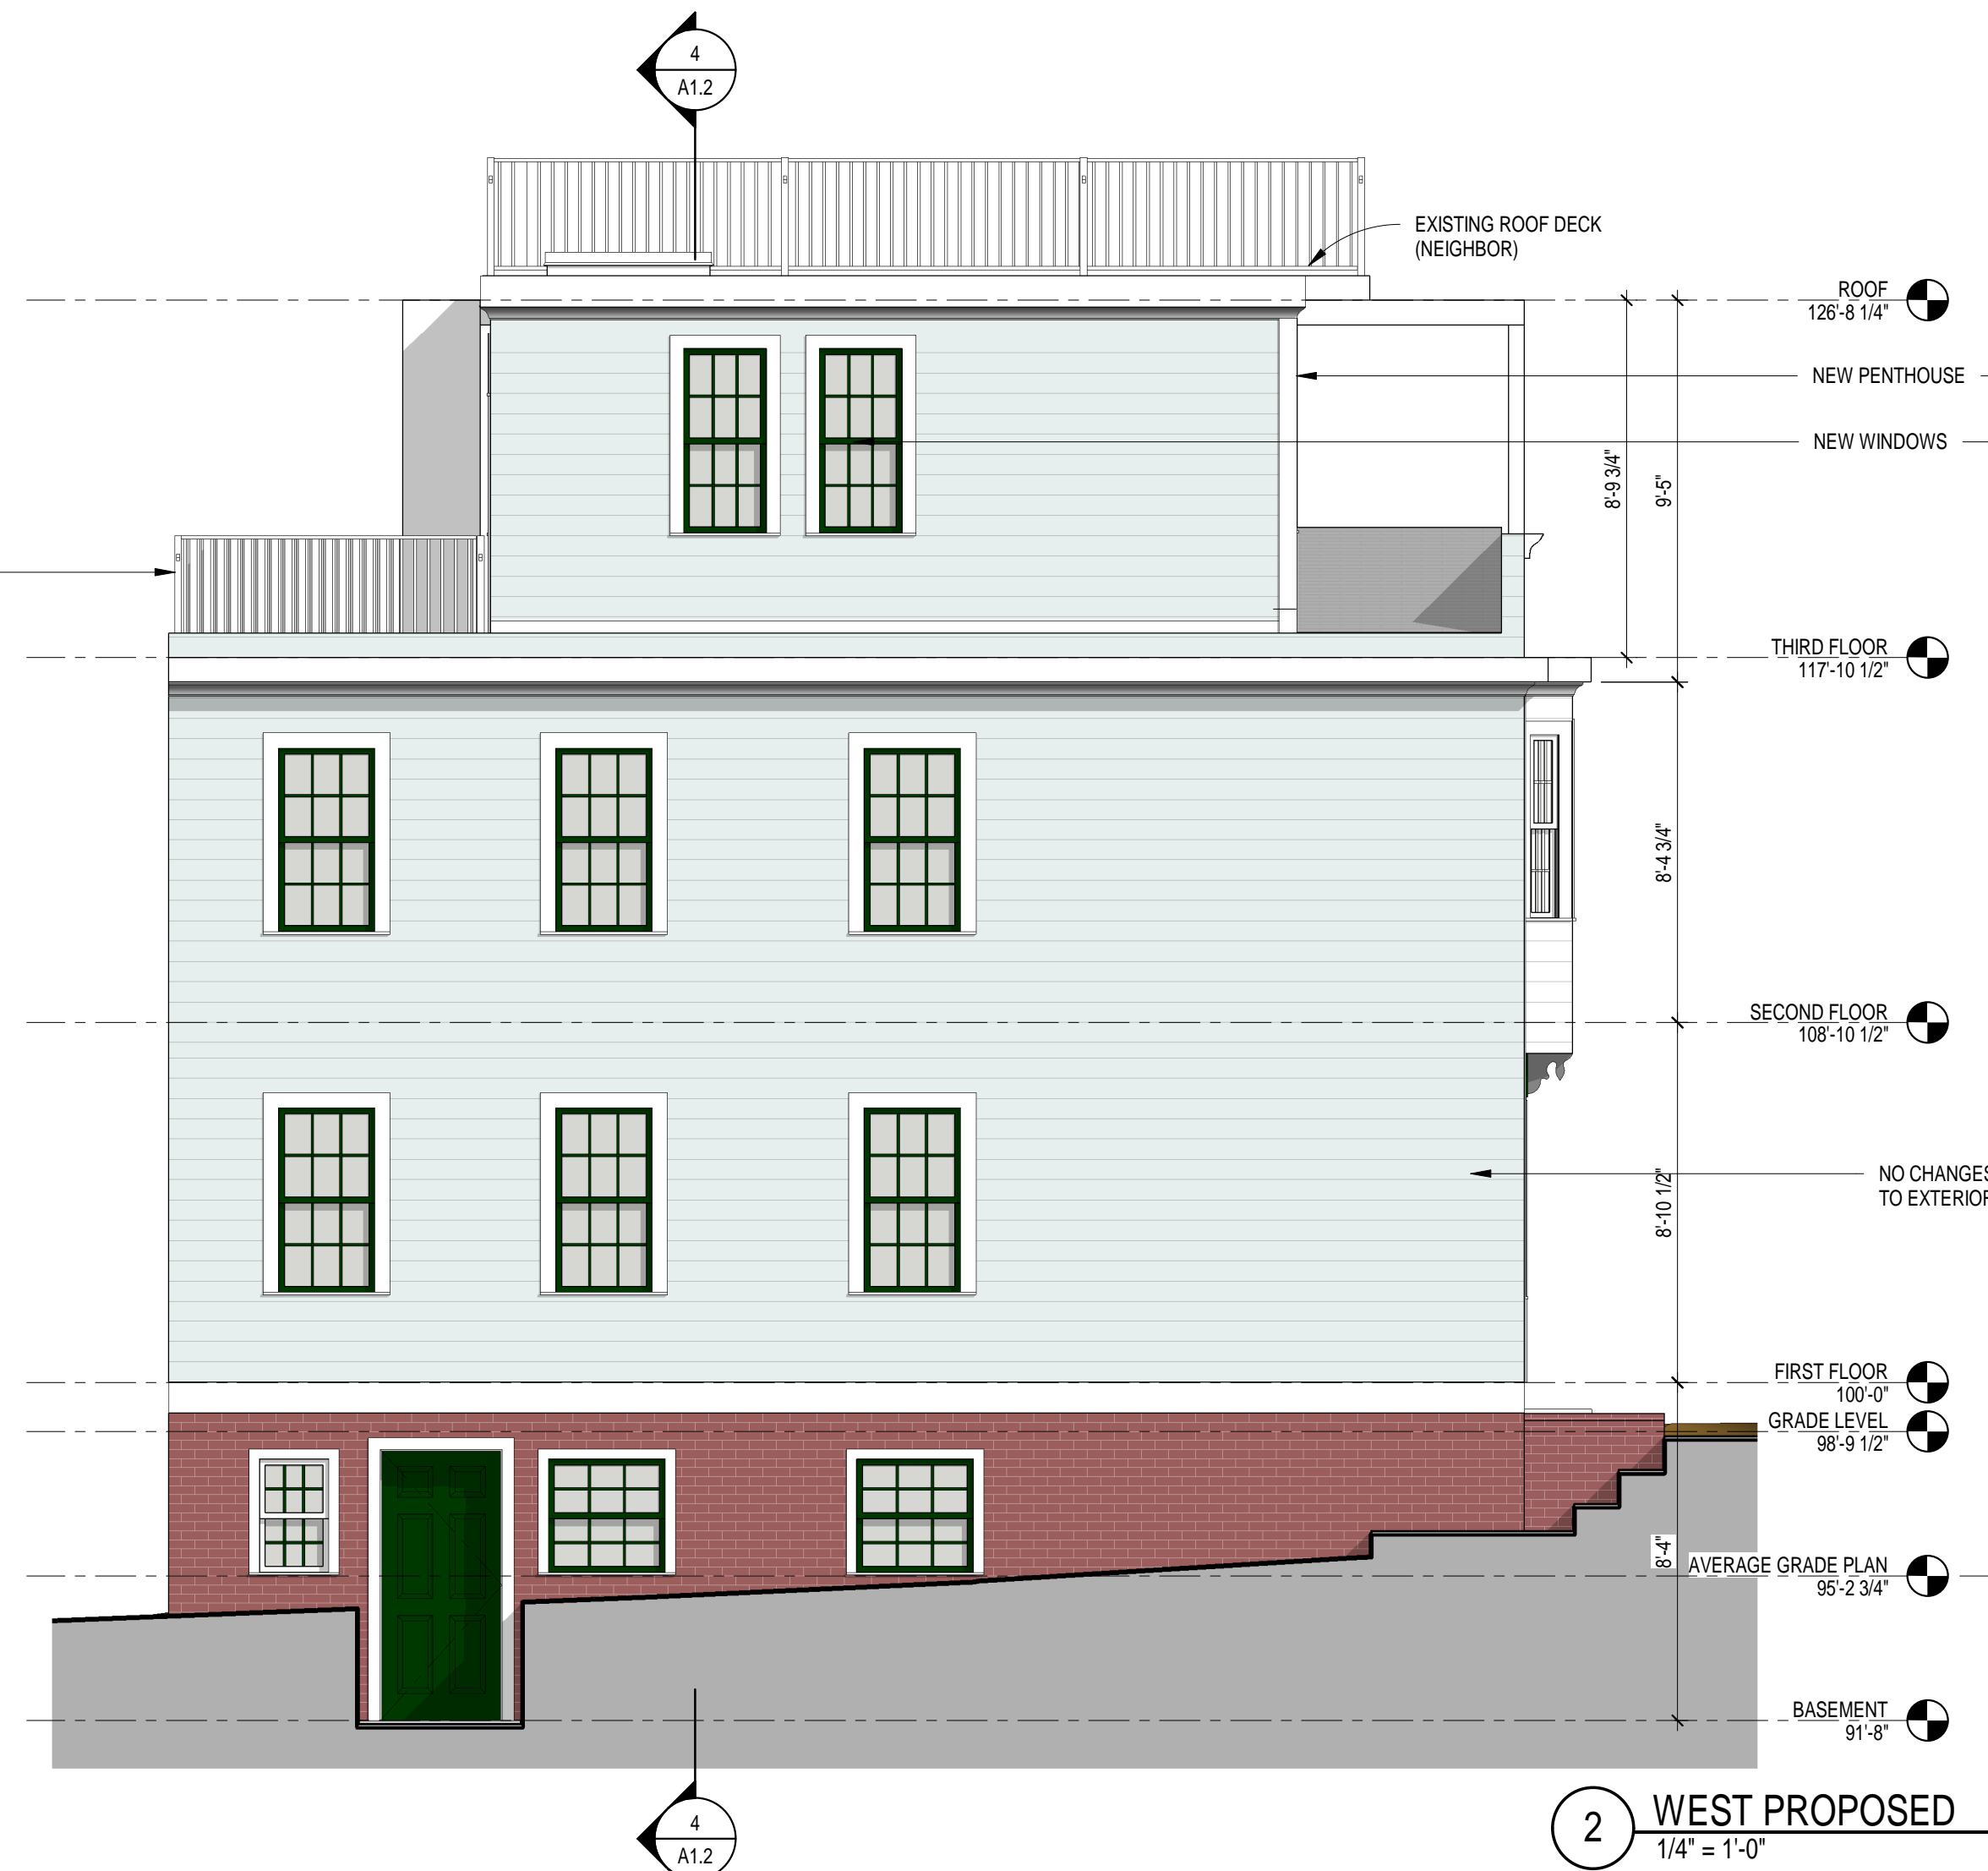 4
A1.2
EXISTING ROOF DECK
(NEIGHBOR)
ROOF
126'-8 1/4"
NEW PENTHOUSE
NEW WINDOWS
8'-9 3/4"
9'-5"
THIRD FLOOR
117'-10 1/2"
8'-4 3/4"
SECOND FLOOR
108'-10 1/2"
NO CHANGES
TO EXTERIOR
8'-10 1/2"
FIRST FLOOR
100'-0"
GRADE LEVEL
98'-9 1/2"
8'-4"
AVERAGE GRADE PLAN
95'-2 3/4"
BASEMENT
91'-8"
4
A1.2
2
WEST PROPOSED
1/4" = 1'-0"